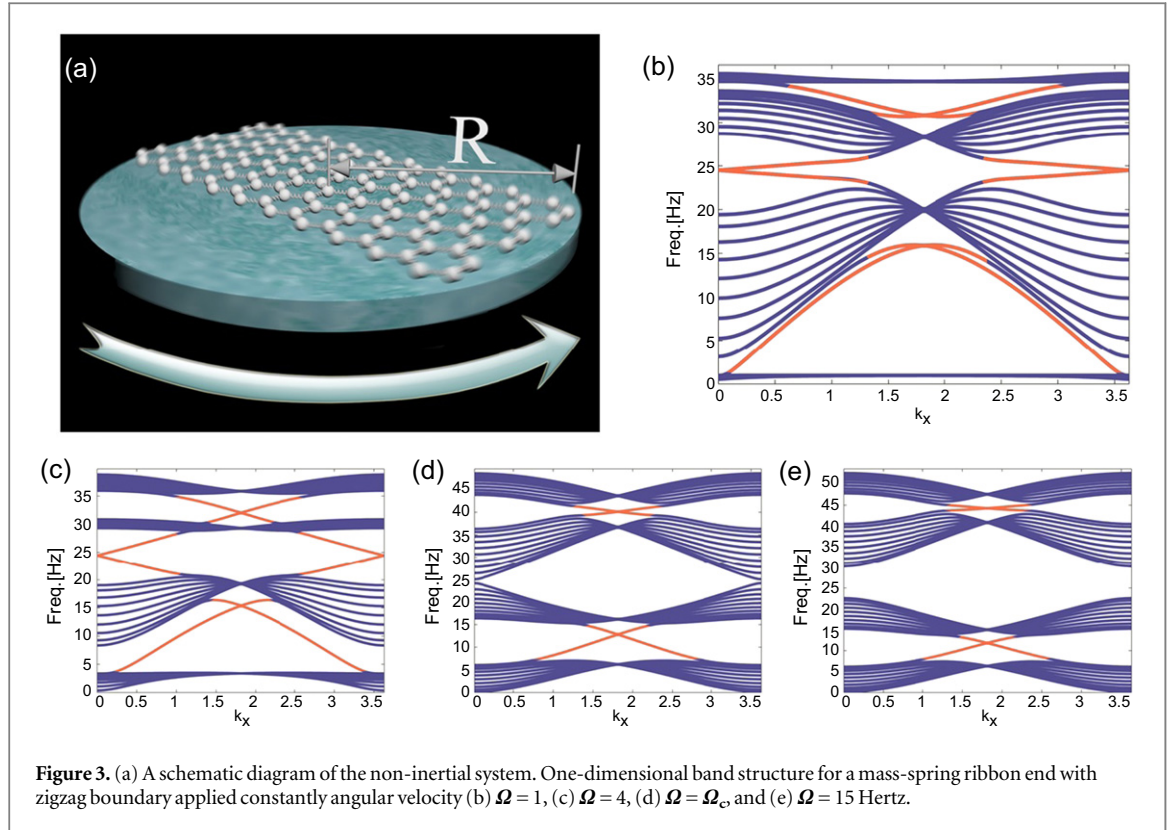 (a)
R
(b)
Freq.[Hz]
35
30
25
20
15
10
5
0
0 0.5 1 1.5 2 2.5 3 3.5
kx
(c)
Freq.[Hz]
35
30
25
20
15
10
5
0
0 0.5 1 1.5 2 2.5 3 3.5
kx
(d)
Freq.[Hz]
45
40
35
30
25
20
15
10
5
0
0 0.5 1 1.5 2 2.5 3 3.5
kx
(e)
Freq.[Hz]
50
45
40
35
30
25
20
15
10
5
0
0 0.5 1 1.5 2 2.5 3 3.5
kx
Figure 3. (a) A schematic diagram of the non-inertial system. One-dimensional band structure for a mass-spring ribbon end with
zigzag boundary applied constantly angular velocity (b) Ω = 1, (c) Ω = 4, (d) Ω = Ωc, and (e) Ω = 15 Hertz.